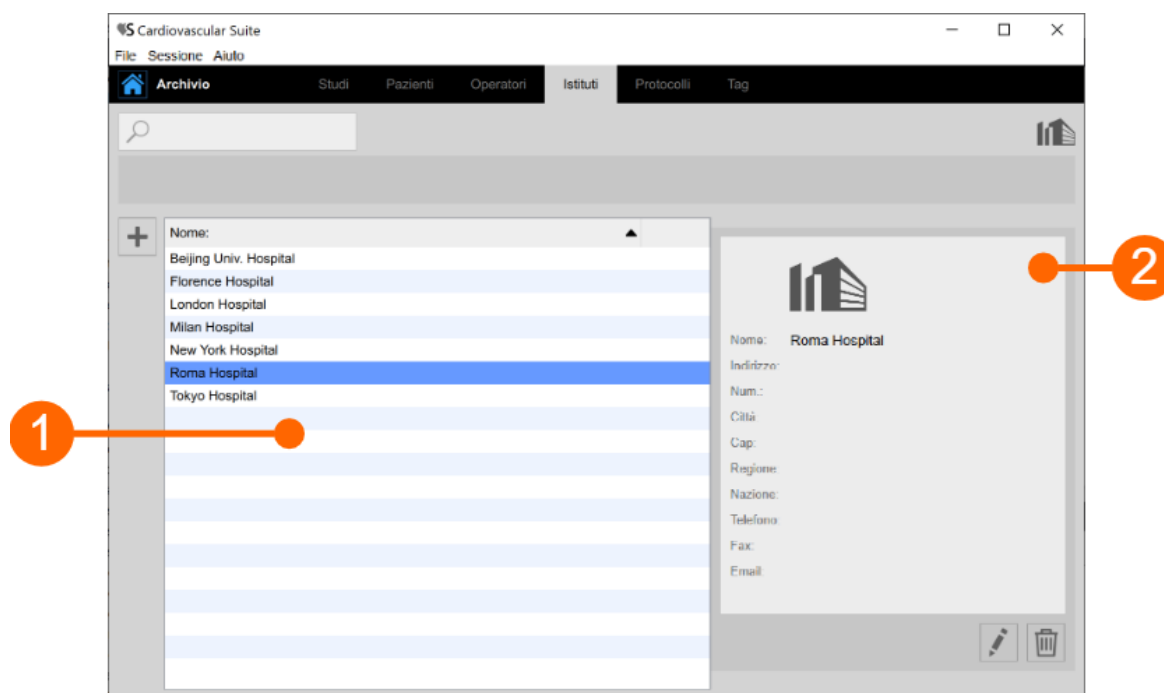 Cardiovascular Suite
File Sessione Aiuto
Archivio Studi Pazienti Operatori Istituti Protocolli Tag
Nome:
Beijing Univ. Hospital
Florence Hospital
London Hospital
Milan Hospital
New York Hospital
Roma Hospital
Tokyo Hospital
1
2
Nome: Roma Hospital
Indirizzo:
Num.:
Città:
Cap:
Regione:
Nazione:
Telefono:
Fax:
Email: